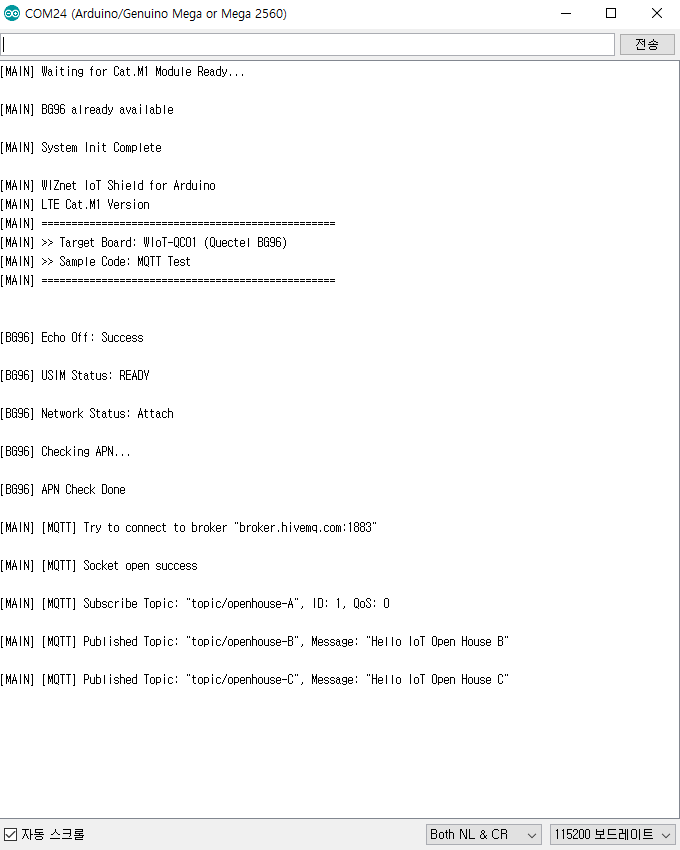 COM24 (Arduino/Genuino Mega or Mega 2560)
전송
[MAIN] Waiting for Cat.M1 Module Ready...
[MAIN] BG96 already available
[MAIN] System Init Complete
[MAIN] WIZnet IoT Shield for Arduino
[MAIN] LTE Cat.M1 Version
[MAIN] =================================================
[MAIN] >> Target Board: WIoT-QC01 (Quectel BG96)
[MAIN] >> Sample Code: MQTT Test
[MAIN] =================================================
[BG96] Echo Off: Success
[BG96] USIM Status: READY
[BG96] Network Status: Attach
[BG96] Checking APN...
[BG96] APN Check Done
[MAIN] [MQTT] Try to connect to broker "broker.hivemq.com:1883"
[MAIN] [MQTT] Socket open success
[MAIN] [MQTT] Subscribe Topic: "topic/openhouse-A", ID: 1, QoS: 0
[MAIN] [MQTT] Published Topic: "topic/openhouse-B", Message: "Hello IoT Open House B"
[MAIN] [MQTT] Published Topic: "topic/openhouse-C", Message: "Hello IoT Open House C"
자동 스크롤
Both NL & CR
115200 보드레이트